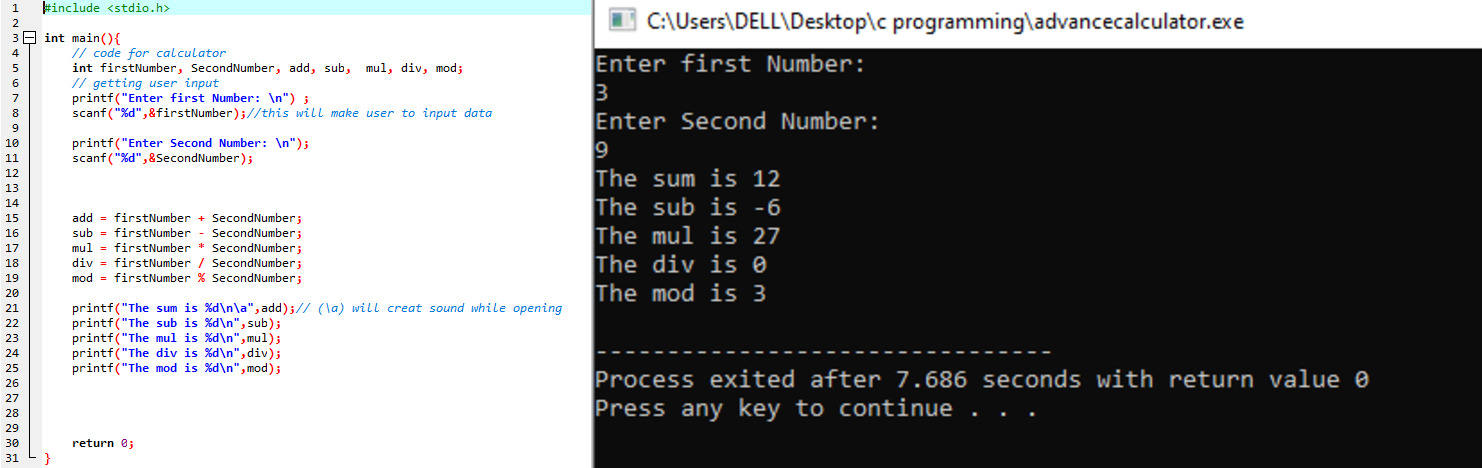 1 #include <stdio.h>
2
3 int main(){
4 // code for calculator
5 int firstNumber, SecondNumber, add, sub,  mul, div, mod;
6 // getting user input
7 printf("Enter first Number: \n") ;
8 scanf("%d",&firstNumber);//this will make user to input data
9
10 printf("Enter Second Number: \n");
11 scanf("%d",&SecondNumber);
12
13
14
15 add = firstNumber + SecondNumber;
16 sub = firstNumber - SecondNumber;
17 mul = firstNumber * SecondNumber;
18 div = firstNumber / SecondNumber;
19 mod = firstNumber % SecondNumber;
20
21 printf("The sum is %d\n\a",add);// (\a) will creat sound while opening
22 printf("The sub is %d\n",sub);
23 printf("The mul is %d\n",mul);
24 printf("The div is %d\n",div);
25 printf("The mod is %d\n",mod);
26
27
28
29
30 return 0;
31 }
C:\Users\DELL\Desktop\c programming\advancecalculator.exe
Enter first Number:
3
Enter Second Number:
9
The sum is 12
The sub is -6
The mul is 27
The div is 0
The mod is 3
--------------------------------
Process exited after 7.686 seconds with return value 0
Press any key to continue . . .